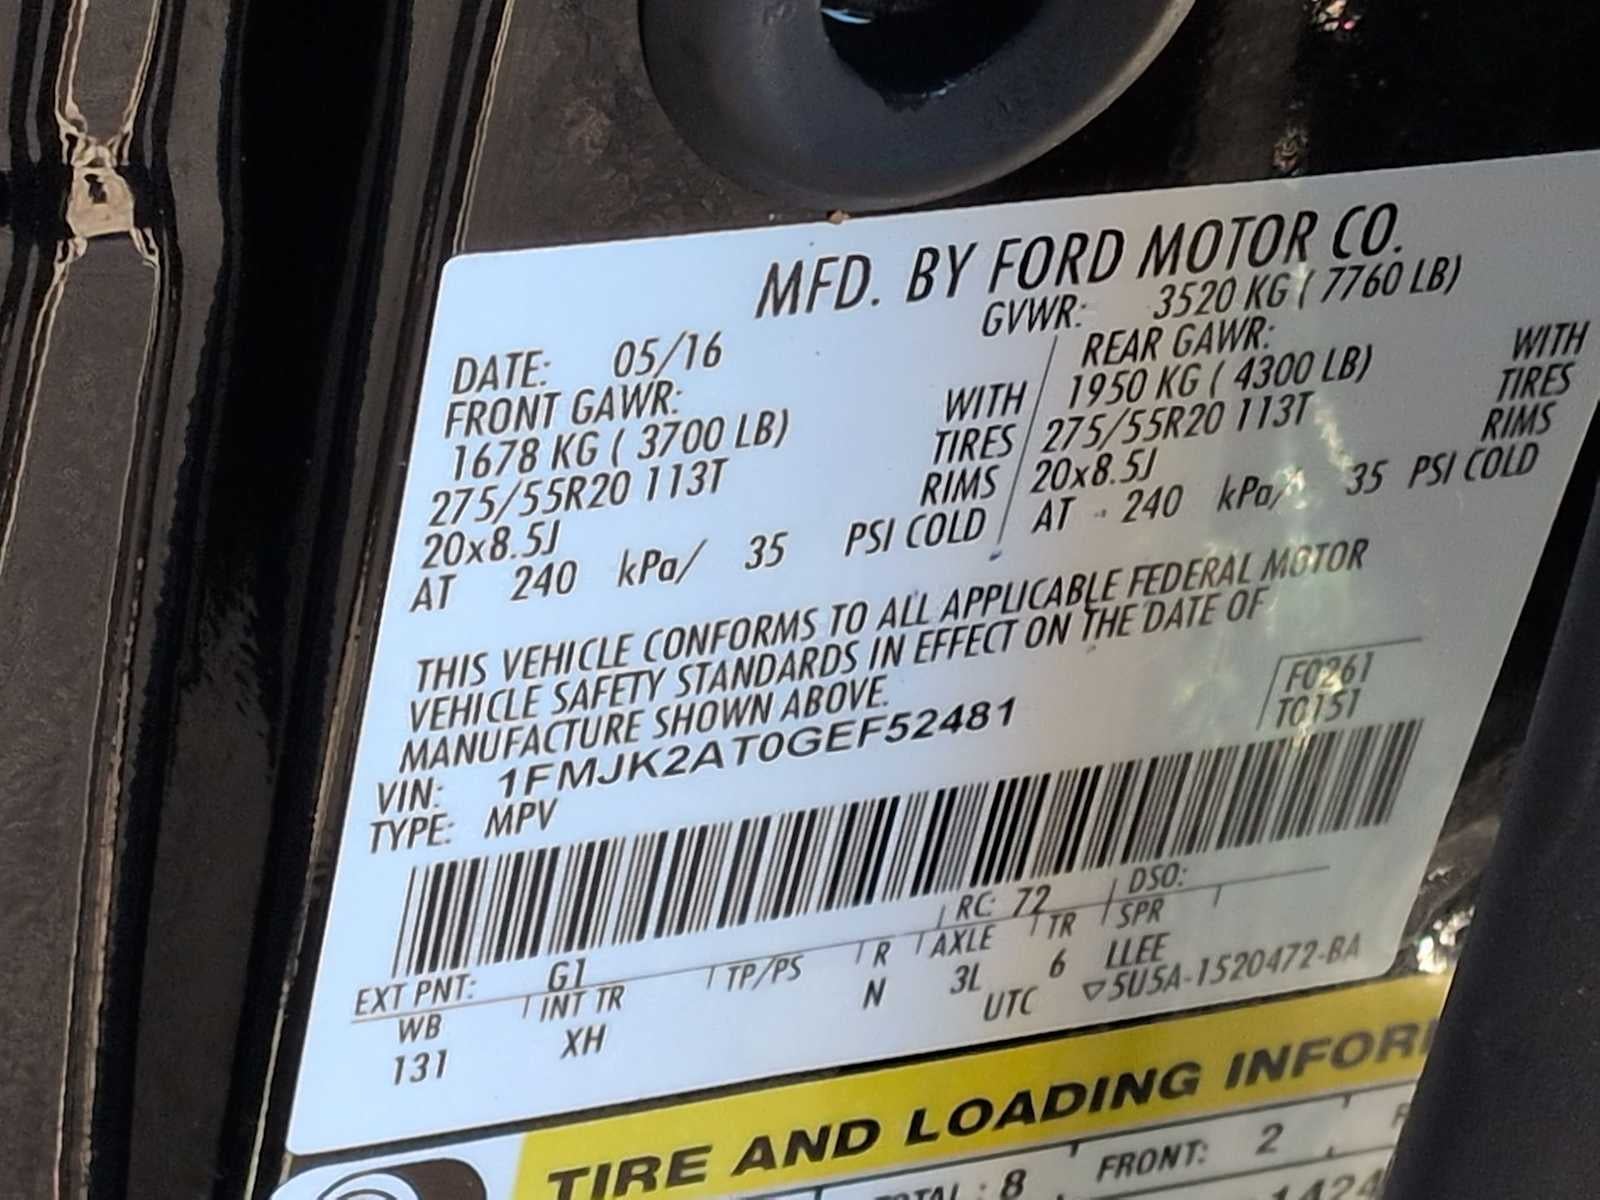 MFD. BY FORD MOTOR CO.
DATE: 05/16 GVWR: 3520 KG ( 7760 LB)
FRONT GAWR: REAR GAWR:
1678 KG ( 3700 LB) WITH 1950 KG ( 4300 LB) WITH
275/55R20 113T TIRES 275/55R20 113T TIRES
20x8.5J RIMS 20x8.5J RIMS
AT 240 kPa/ 35 PSI COLD AT 240 kPa/ 35 PSI COLD
THIS VEHICLE CONFORMS TO ALL APPLICABLE FEDERAL MOTOR
VEHICLE SAFETY STANDARDS IN EFFECT ON THE DATE OF
MANUFACTURE SHOWN ABOVE.
F0261
VIN: 1FMJK2AT0GEF52481 T0151
TYPE: MPV
EXT PNT: G1 RC: 72 DSO:
WB INT TR TP/PS R AXLE TR SPR
131 XH N 3L 6 LLEE
UTC ▽5U5A-1520472-BA
TIRE AND LOADING INFOR
: 8 FRONT: 2